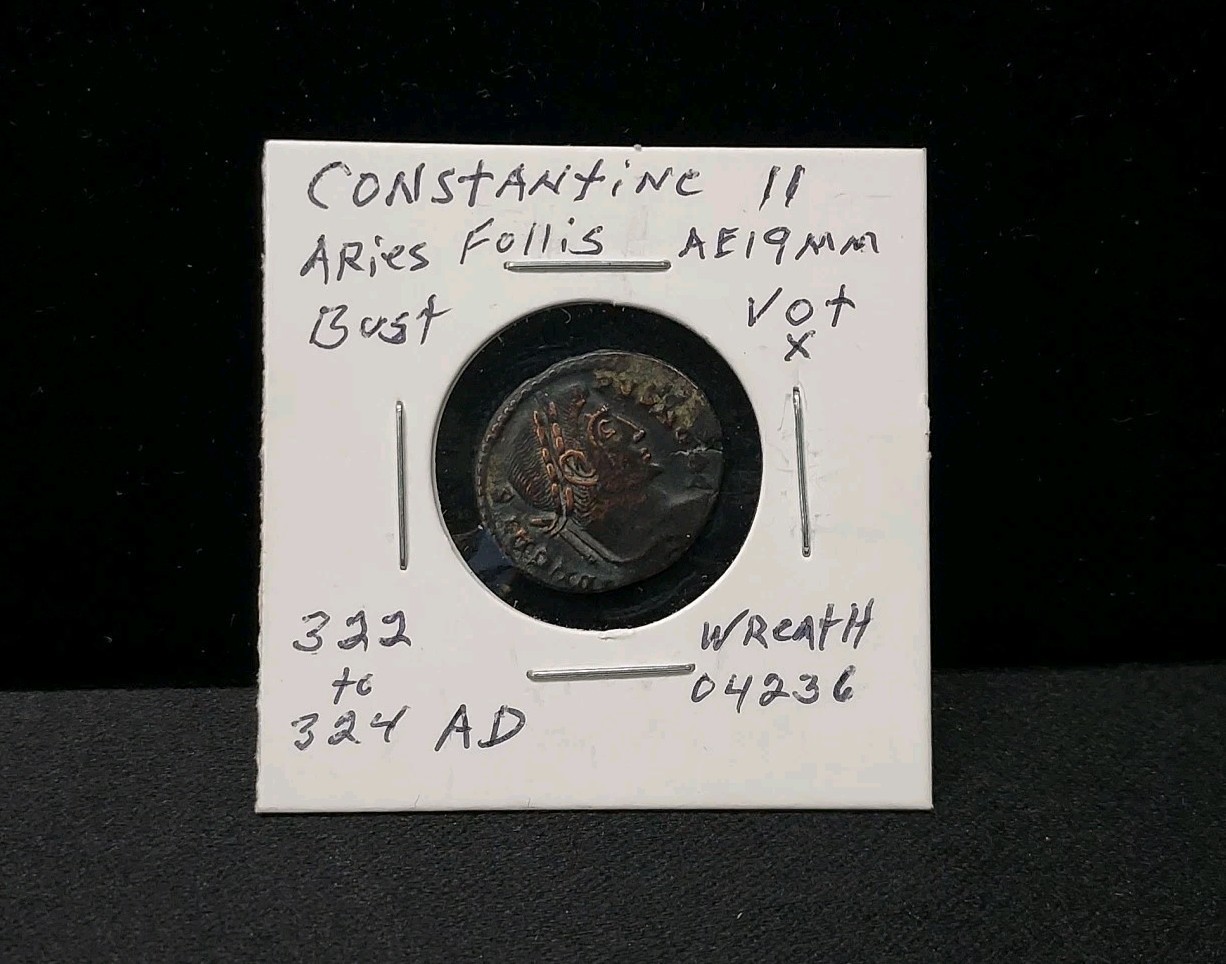 CONSTANTINE II
ARies Follis AE19MM
Bust
VOT
X
322
to
324 AD
WREATH
04236